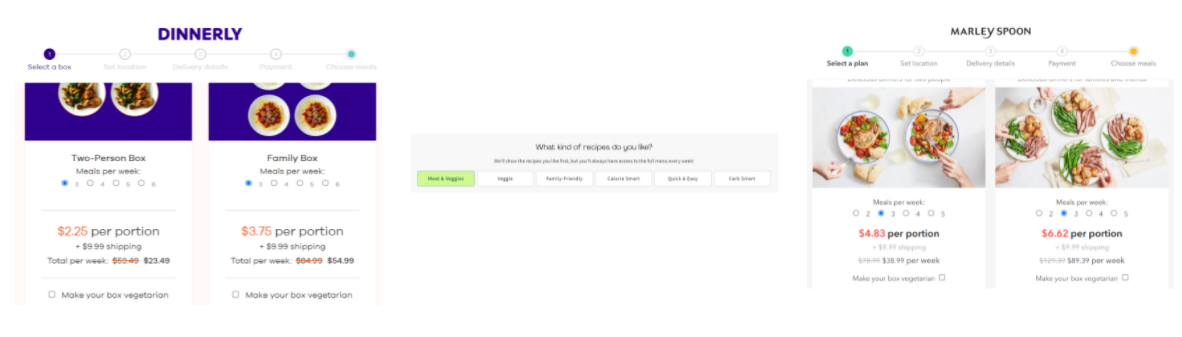 DINNERLY
1 2 3 4
Select a box Set location Delivery details Payment Choose meals
Two-Person Box
Meals per week:
3 4 5 6
$2.25 per portion
+ $9.99 shipping
Total per week: $59.49 $23.49
Make your box vegetarian
Family Box
Meals per week:
3 4 5 6
$3.75 per portion
+ $9.99 shipping
Total per week: $84.99 $54.99
Make your box vegetarian
What kind of recipes do you like?
We'll show the recipes you like first, but you'll always have access to the full menu every week!
Meat & Veggies Veggie Family Friendly Calorie Smart Quick & Easy Carb Smart
MARLEY SPOON
1 2 3 4
Select a plan Set location Delivery details Payment Choose meals
Delicious dinners for two people
Meals per week:
2 3 4 5
$4.83 per portion
+ $9.99 shipping
$78.99 $38.99 per week
Make your box vegetarian
Delicious dinners for families and friends
Meals per week:
2 3 4 5
$6.62 per portion
+ $9.99 shipping
$129.39 $89.39 per week
Make your box vegetarian